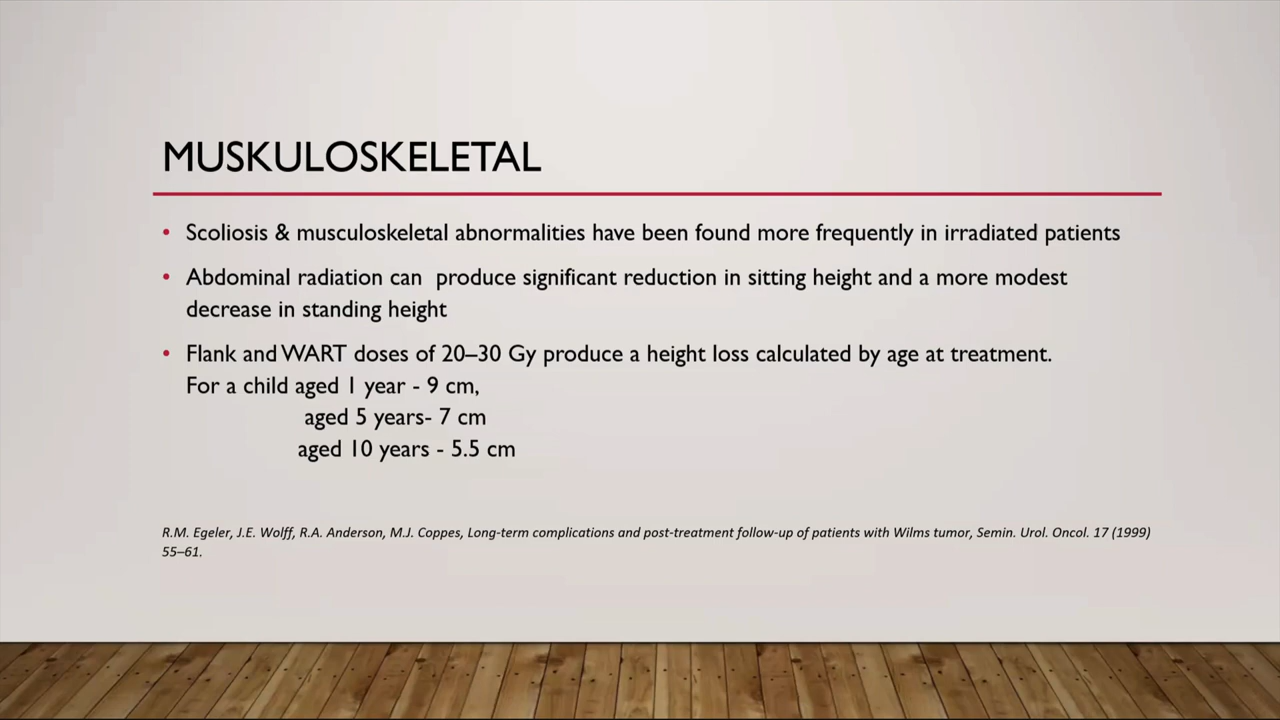 MUSKULOSKELETAL
• Scoliosis & musculoskeletal abnormalities have been found more frequently in irradiated patients
• Abdominal radiation can produce significant reduction in sitting height and a more modest
decrease in standing height
• Flank and WART doses of 20–30 Gy produce a height loss calculated by age at treatment.
For a child aged 1 year - 9 cm,
aged 5 years- 7 cm
aged 10 years - 5.5 cm
R.M. Egeler, J.E. Wolff, R.A. Anderson, M.J. Coppes, Long-term complications and post-treatment follow-up of patients with Wilms tumor, Semin. Urol. Oncol. 17 (1999)
55–61.